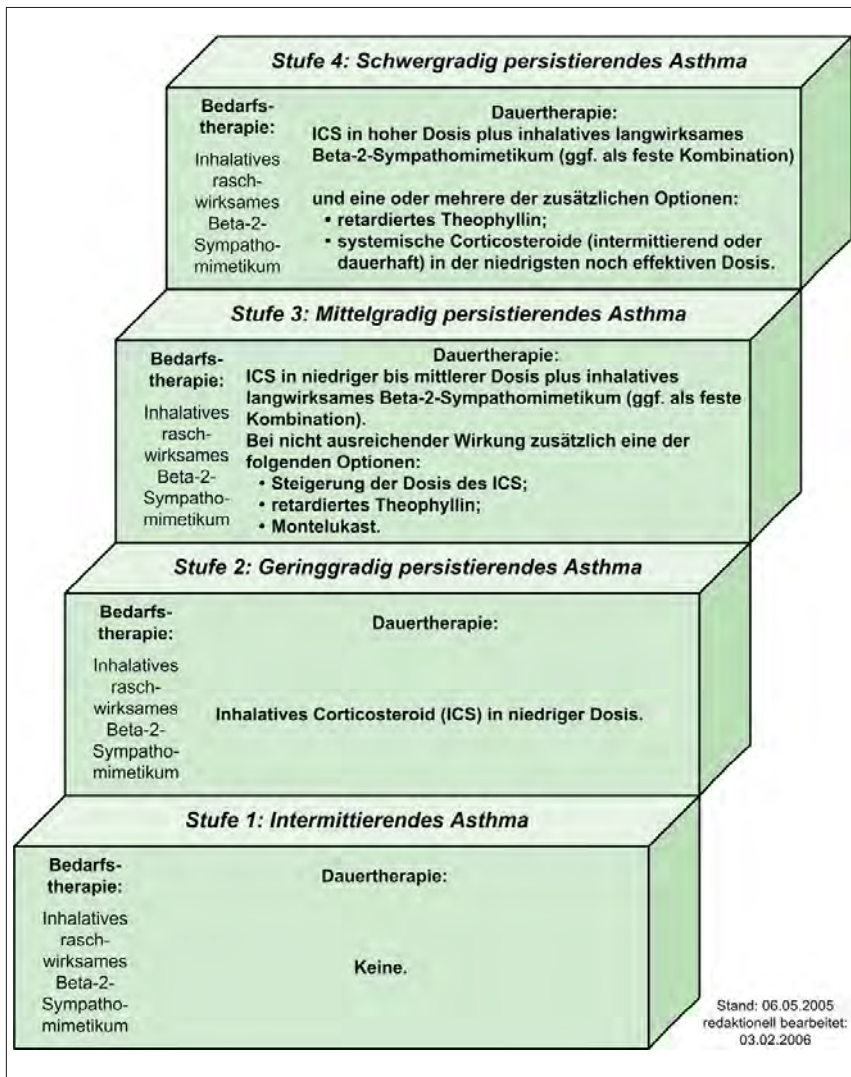 Stufe 4: Schwergradig persistierendes Asthma
Bedarfs-
therapie:
Inhalatives
rasch-
wirksames
Beta-2-
Sympatho-
mimetikum
Dauertherapie:
ICS in hoher Dosis plus inhalatives langwirksames
Beta-2-Sympathomimetikum (ggf. als feste Kombination)
und eine oder mehrere der zusätzlichen Optionen:
• retardiertes Theophyllin;
• systemische Corticosteroide (intermittierend oder
dauerhaft) in der niedrigsten noch effektiven Dosis.
Stufe 3: Mittelgradig persistierendes Asthma
Bedarfs-
therapie:
Inhalatives
rasch-
wirksames
Beta-2-
Sympatho-
mimetikum
Dauertherapie:
ICS in niedriger bis mittlerer Dosis plus inhalatives
langwirksames Beta-2-Sympathomimetikum (ggf. als feste
Kombination).
Bei nicht ausreichender Wirkung zusätzlich eine der
folgenden Optionen:
• Steigerung der Dosis des ICS;
• retardiertes Theophyllin;
• Montelukast.
Stufe 2: Geringgradig persistierendes Asthma
Bedarfs-
therapie:
Inhalatives
rasch-
wirksames
Beta-2-
Sympatho-
mimetikum
Dauertherapie:
Inhalatives Corticosteroid (ICS) in niedriger Dosis.
Stufe 1: Intermittierendes Asthma
Bedarfs-
therapie:
Inhalatives
rasch-
wirksames
Beta-2-
Sympatho-
mimetikum
Dauertherapie:
Keine.
Stand: 06.05.2005
redaktionell bearbeitet:
03.02.2006